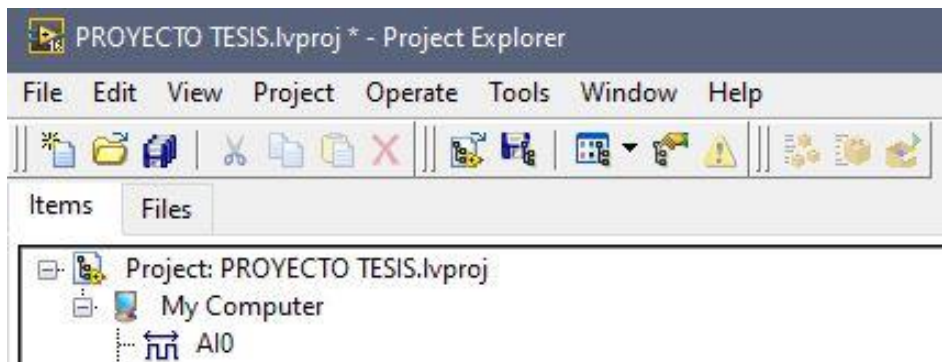 PROYECTO TESIS.lvproj * - Project Explorer
File Edit View Project Operate Tools Window Help
Items Files
Project: PROYECTO TESIS.lvproj
My Computer
AI0